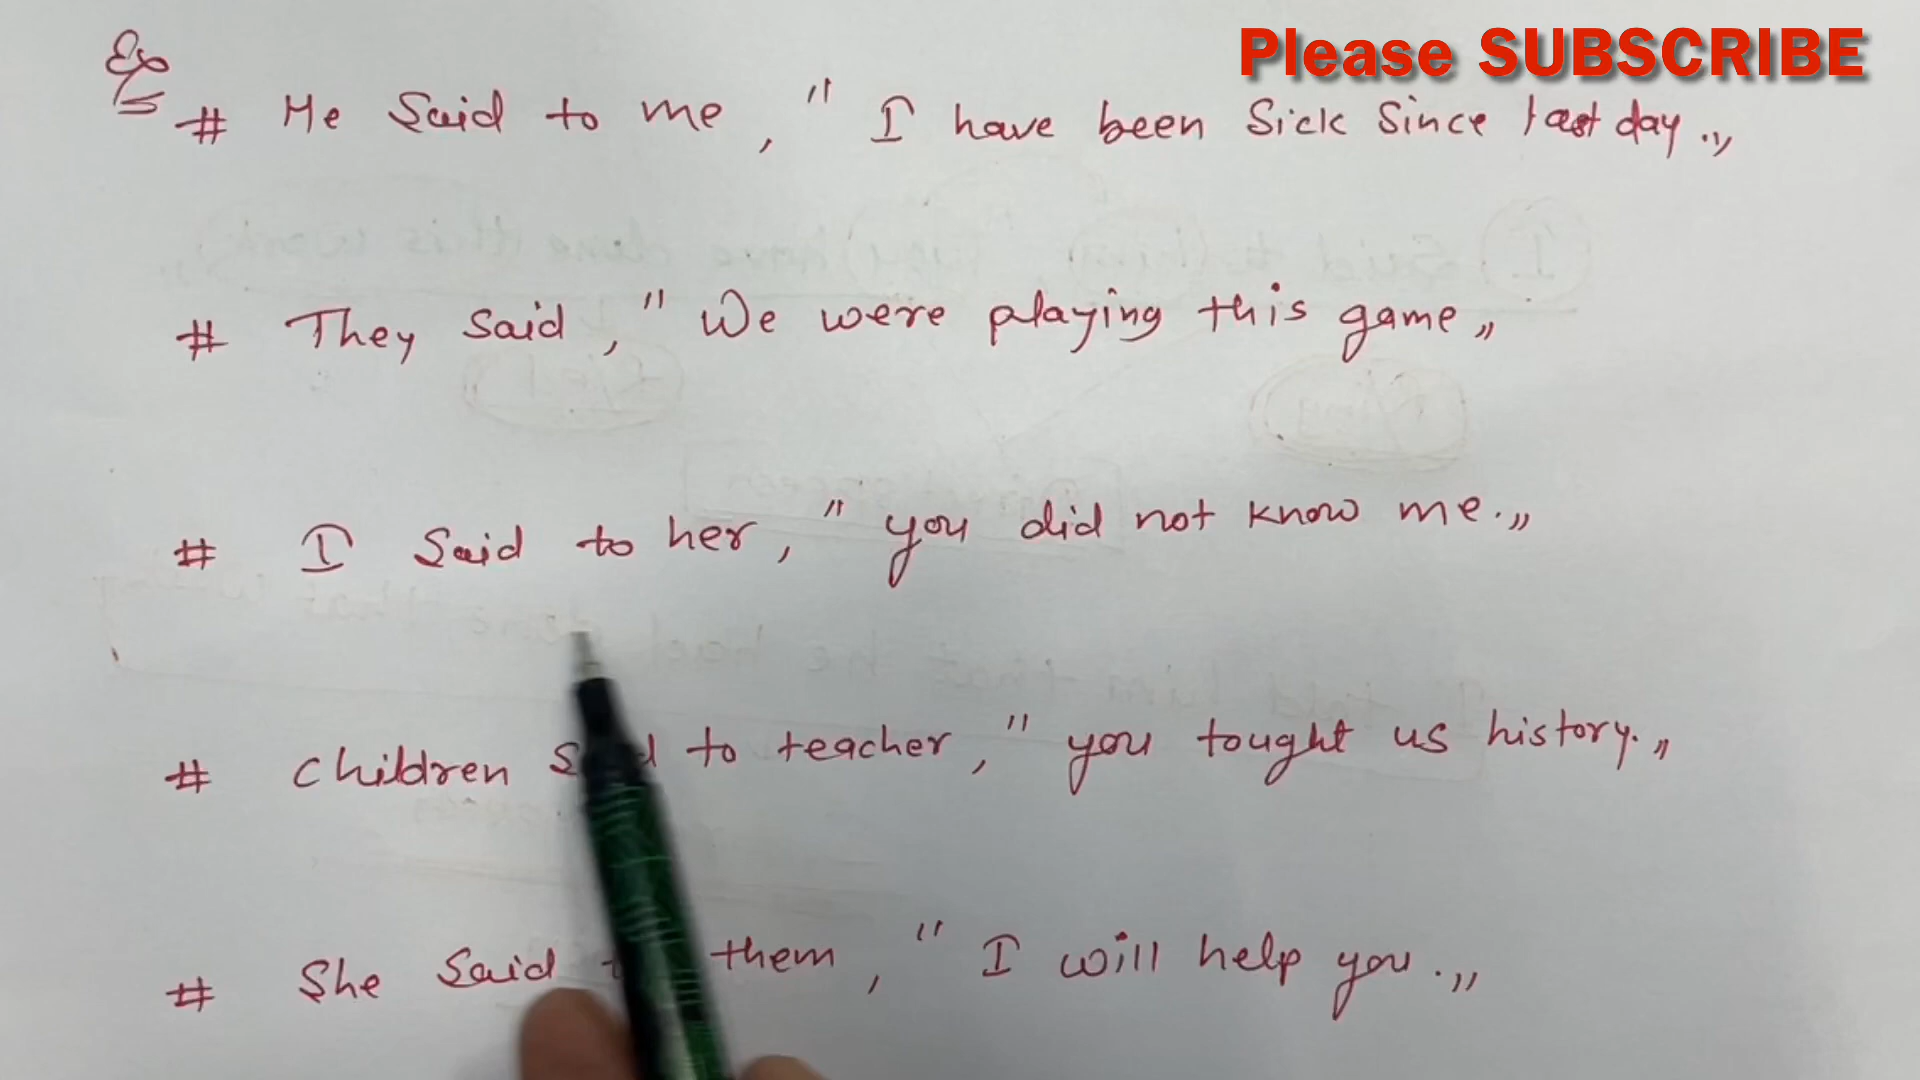 Please SUBSCRIBE
Ex
# He said to me, " I have been sick since last day.,,
# They said, " We were playing this game,,
# I said to her, " you did not know me.,,
# children said to teacher, " you tought us history.,,
# She said to them, " I will help you.,,